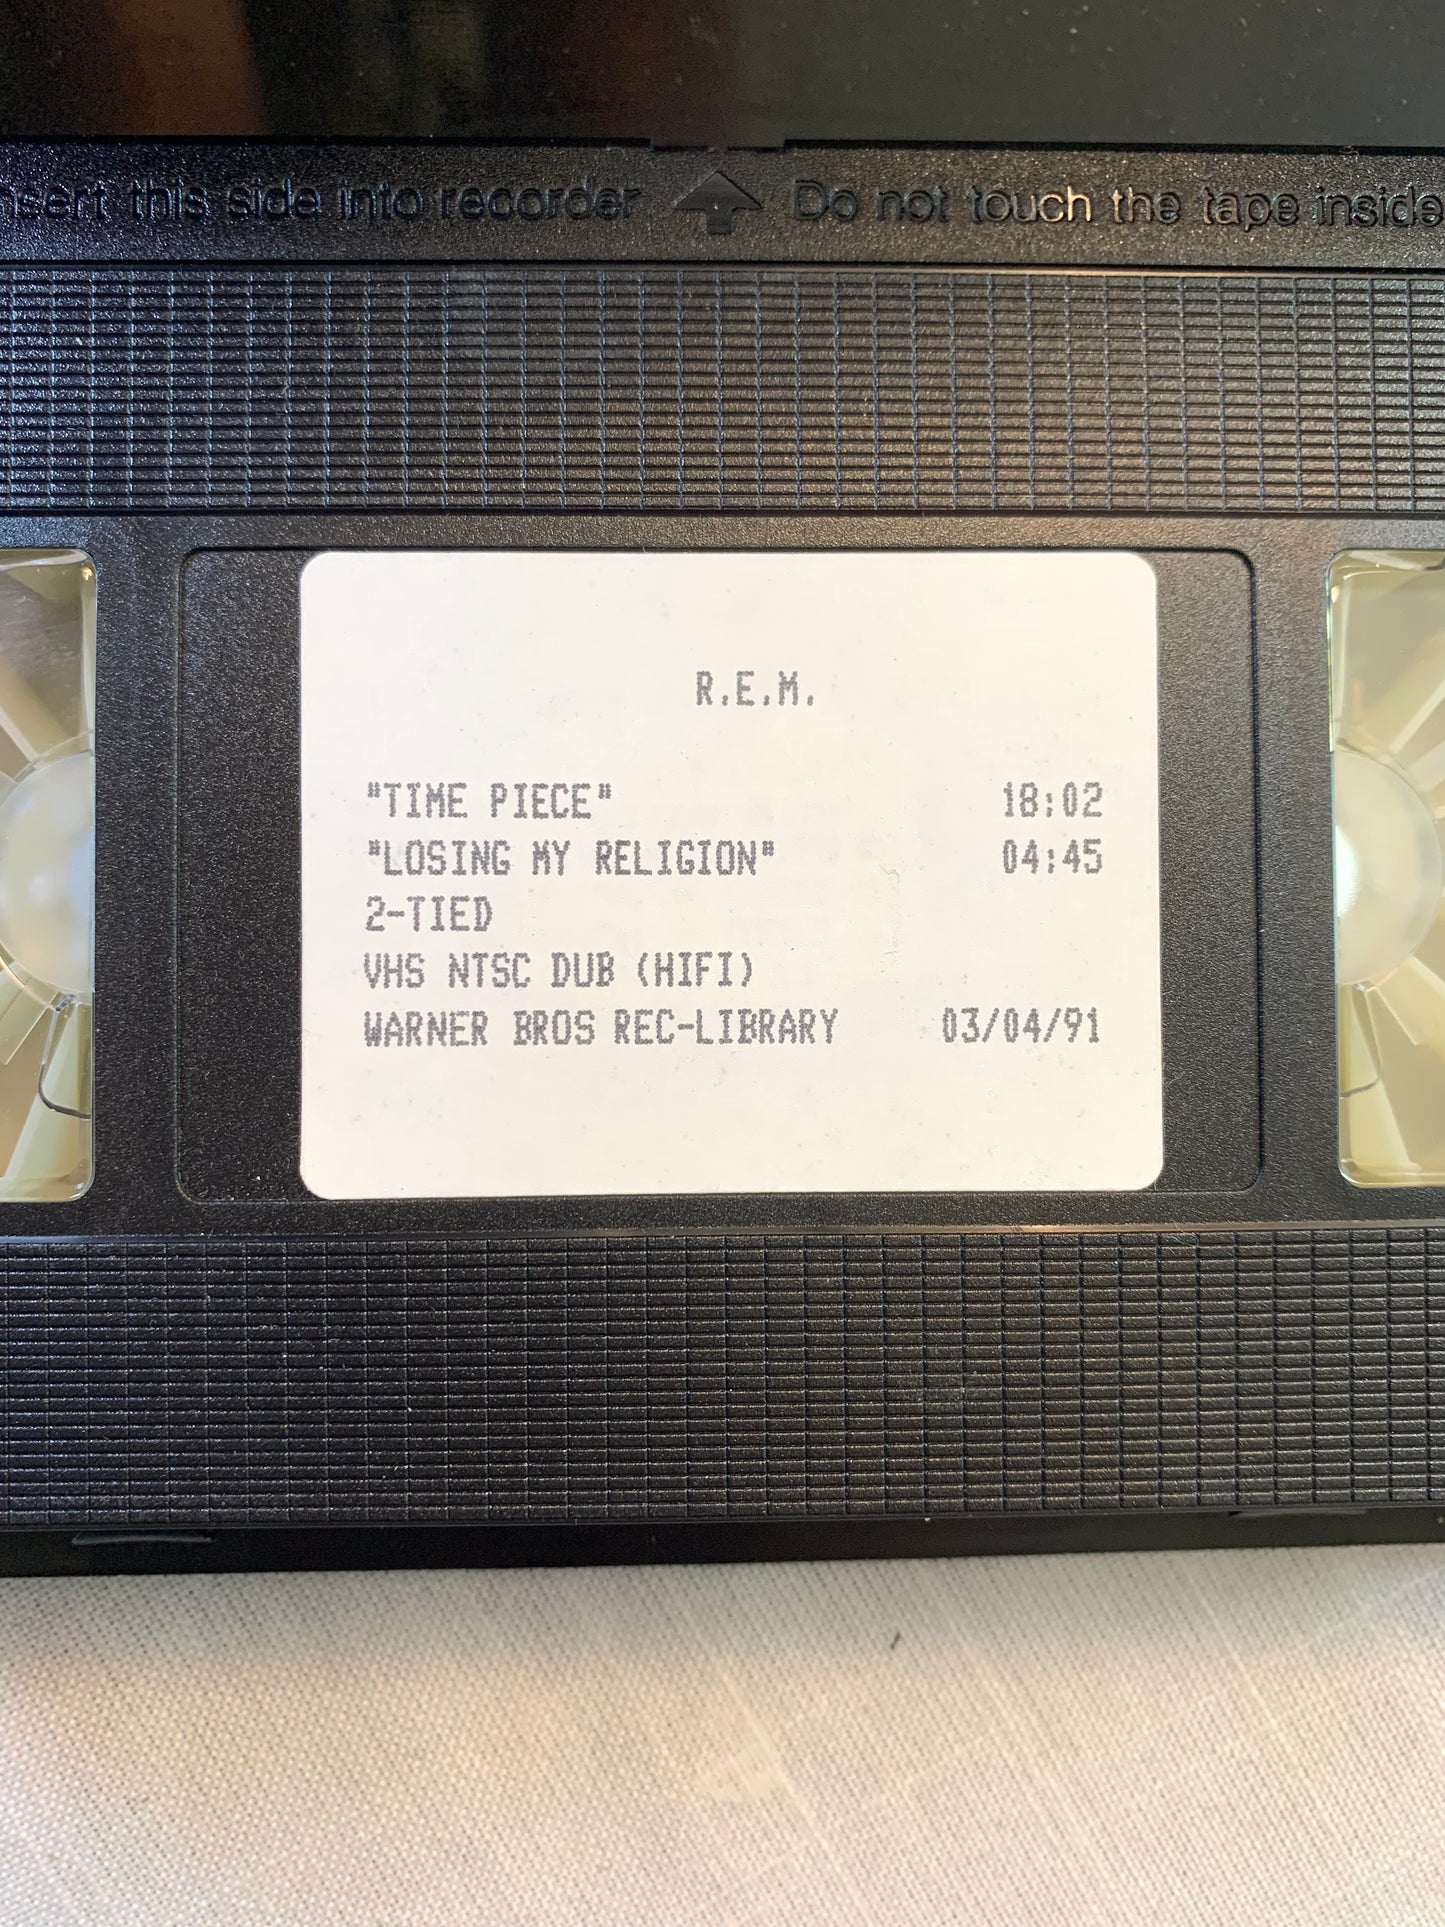 nsert this side into recorder Do not touch the tape inside
R.E.M.
"TIME PIECE" 18:02
"LOSING MY RELIGION" 04:45
2-TIED
VHS NTSC DUB (HIFI)
WARNER BROS REC-LIBRARY 03/04/91